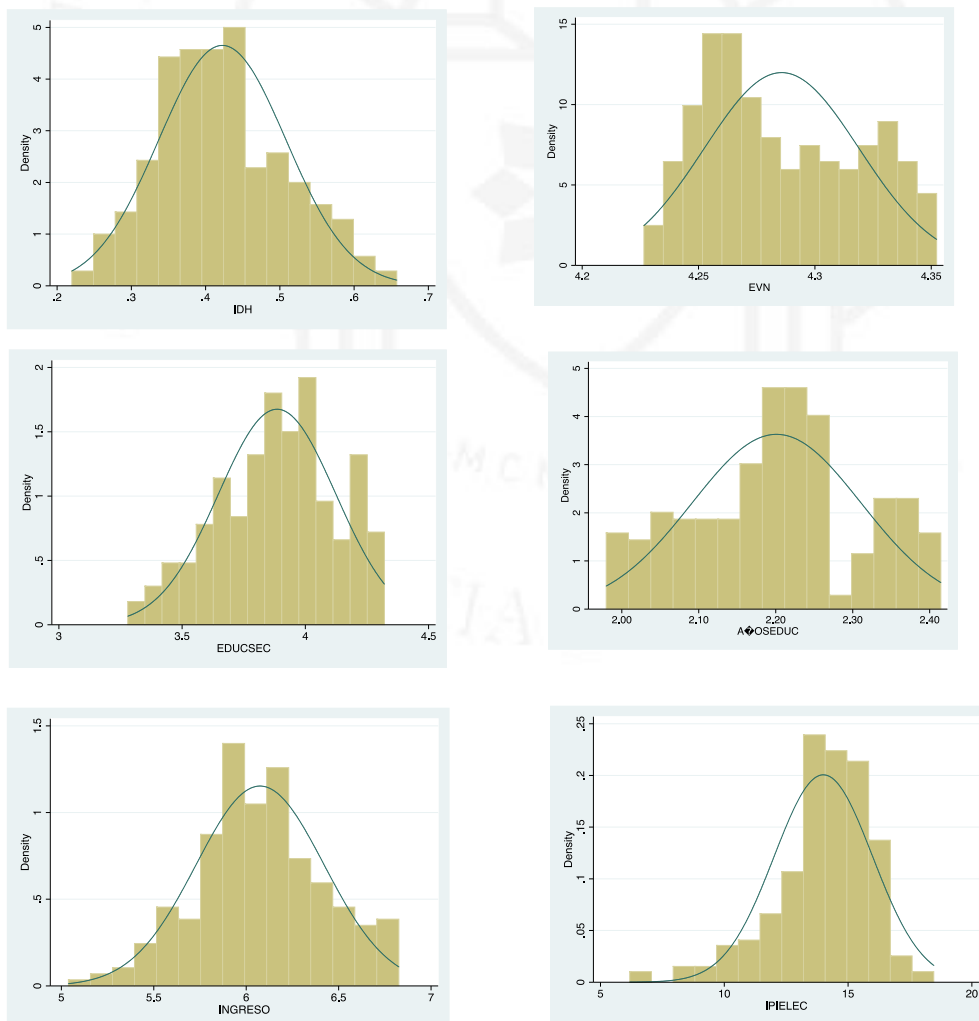 Density
0 1 2 3 4 5
.2 .3 .4 .5 .6 .7
IDH
Density
0 5 10 15
4.2 4.25 4.3 4.35
EVN
Density
0 .5 1 1.5 2
3 3.5 4 4.5
EDUCSEC
Density
0 1 2 3 4 5
2.00 2.10 2.20 2.30 2.40
A�OSEDUC
Density
0 .5 1 1.5
5 5.5 6 6.5 7
INGRESO
Density
0 .05 .1 .15 .2 .25
5 10 15 20
IPIELEC